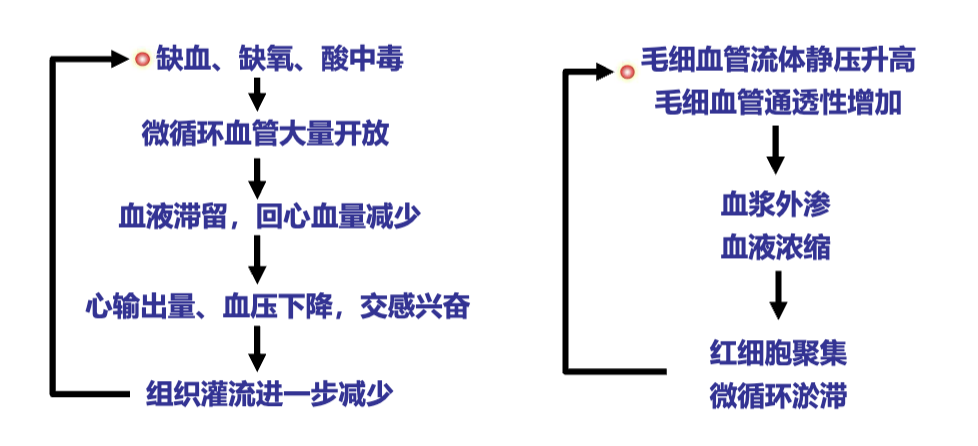 缺血、缺氧、酸中毒
微循环血管大量开放
血液滞留，回心血量减少
心输出量、血压下降，交感兴奋
组织灌流进一步减少
毛细血管流体静压升高
毛细血管通透性增加
血浆外渗
血液浓缩
红细胞聚集
微循环淤滞